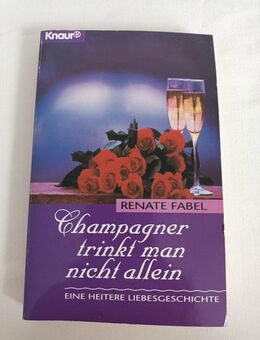 Knaur®
RENATE FABEL
Champagner
trinkt man
nicht allein
EINE HEITERE LIEBESGESCHICHTE